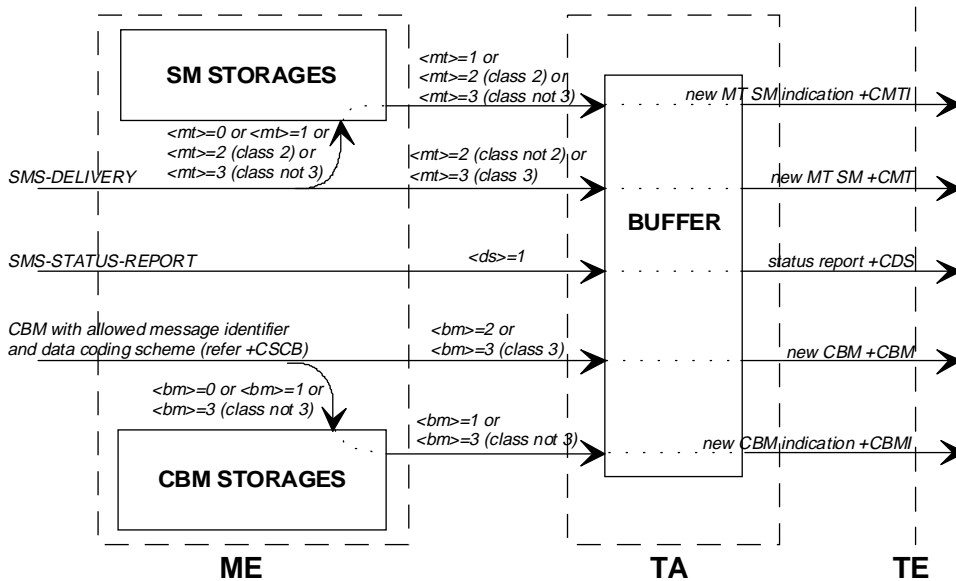 SM STORAGES
<mt>=1 or
<mt>=2 (class 2) or
<mt>=3 (class not 3)
new MT SM indication +CMTI
<mt>=0 or <mt>=1 or
<mt>=2 (class 2) or
<mt>=3 (class not 3)
SMS-DELIVERY
<mt>=2 (class not 2) or
<mt>=3 (class 3)
new MT SM +CMT
BUFFER
SMS-STATUS-REPORT
<ds>=1
status report +CDS
CBM with allowed message identifier
and data coding scheme (refer +CSCB)
<bm>=2 or
<bm>=3 (class 3)
new CBM +CBM
<bm>=0 or <bm>=1 or
<bm>=3 (class not 3)
<bm>=1 or
<bm>=3 (class not 3)
new CBM indication +CBMI
CBM STORAGES
ME
TA
TE